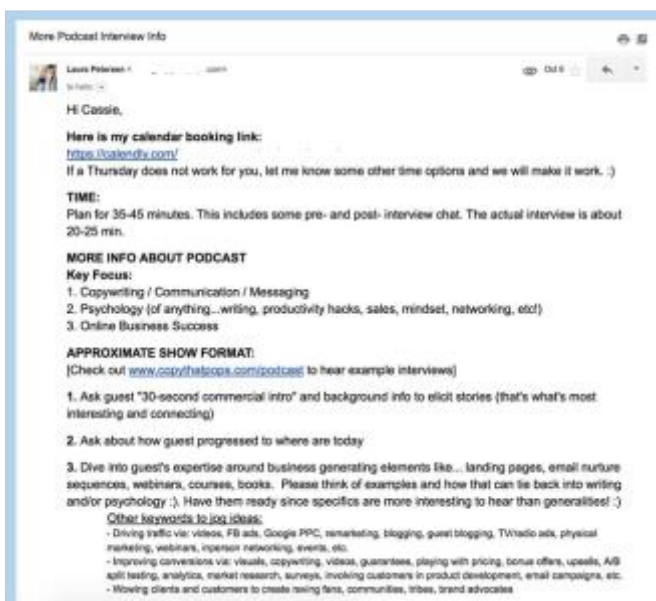 More Podcast Interview Info
Laura Petersen
to hello
Oct 6
Hi Cassie,
Here is my calendar booking link:
https://calendly.com/
If a Thursday does not work for you, let me know some other time options and we will make it work. :)
TIME:
Plan for 35-45 minutes. This includes some pre- and post- interview chat. The actual interview is about
20-25 min.
MORE INFO ABOUT PODCAST
Key Focus:
1. Copywriting / Communication / Messaging
2. Psychology (of anything...writing, productivity hacks, sales, mindset, networking, etc!)
3. Online Business Success
APPROXIMATE SHOW FORMAT:
[Check out www.copythatpops.com/podcast to hear example interviews]
1. Ask guest "30-second commercial intro" and background info to elicit stories (that's what's most
interesting and connecting)
2. Ask about how guest progressed to where are today
3. Dive into guest's expertise around business generating elements like... landing pages, email nurture
sequences, webinars, courses, books. Please think of examples and how that can tie back into writing
and/or psychology :). Have them ready since specifics are more interesting to hear than generalities! :)
Other keywords to jog ideas:
- Driving traffic via: videos, FB ads, Google PPC, remarketing, blogging, guest blogging, TV/radio ads, physical
marketing, webinars, inperson networking, events, etc.
- Improving conversions via: visuals, copywriting, videos, guarantees, playing with pricing, bonus offers, upsells, A/B
split testing, analytics, market research, surveys, involving customers in product development, email campaigns, etc.
- Wowing clients and customers to create raving fans, communities, tribes, brand advocates